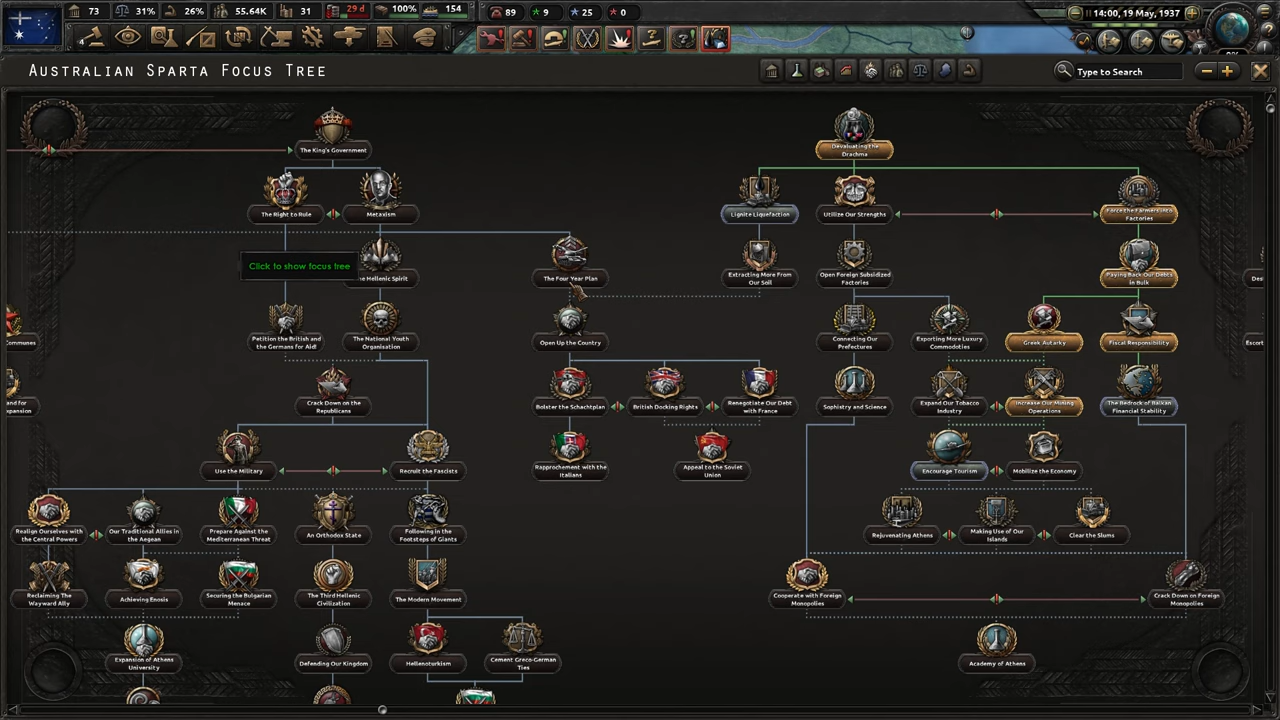 73 31% 26% 55.64K 31 29 d 100% 154 89 9 25 0 14:00, 19 May, 1937
Australian Sparta Focus Tree
Type to Search
The King's Government
Devaluating the
Drachma
The Right to Rule
Metaxism
Lignite Liquefaction
Utilize Our Strengths
Force the Farmers into
Factories
Click to show focus tree
he Hellenic Spirit
The Four Year Plan
Extracting More From
Our Soil
Open Foreign Subsidized
Factories
Paying Back Our Debts
in Bulk
Des
Communes
Petition the British and
the Germans for Aid!
The National Youth
Organisation
Open Up the Country
Connecting Our
Prefectures
Exporting More Luxury
Commodities
Greek Autarky
Fiscal Responsibility
Escort
and for
xpansion
Crack Down on the
Republicans
Bolster the Schachtplan
British Docking Rights
Renegotiate Our Debt
with France
Sophistry and Science
Expand Our Tobacco
Industry
Increase Our Mining
Operations
The Bedrock of Balkan
Financial Stability
Use the Military
Recruit the Fascists
Rapprochement with the
Italians
Appeal to the Soviet
Union
Encourage Tourism
Mobilize the Economy
Realign Ourselves with
the Central Powers
Our Traditional Allies in
the Aegean
Prepare Against the
Mediterranean Threat
An Orthodox State
Following in the
Footsteps of Giants
Rejuvenating Athens
Making Use of Our
Islands
Clear the Slums
Reclaiming The
Wayward Ally
Achieving Enosis
Securing the Bulgarian
Menace
The Third Hellenic
Civilization
The Modern Movement
Cooperate with Foreign
Monopolies
Crack Down on Foreign
Monopolies
Expansion of Athens
University
Defending Our Kingdom
Hellenoturkism
Cement Greco-German
Ties
Academy of Athens